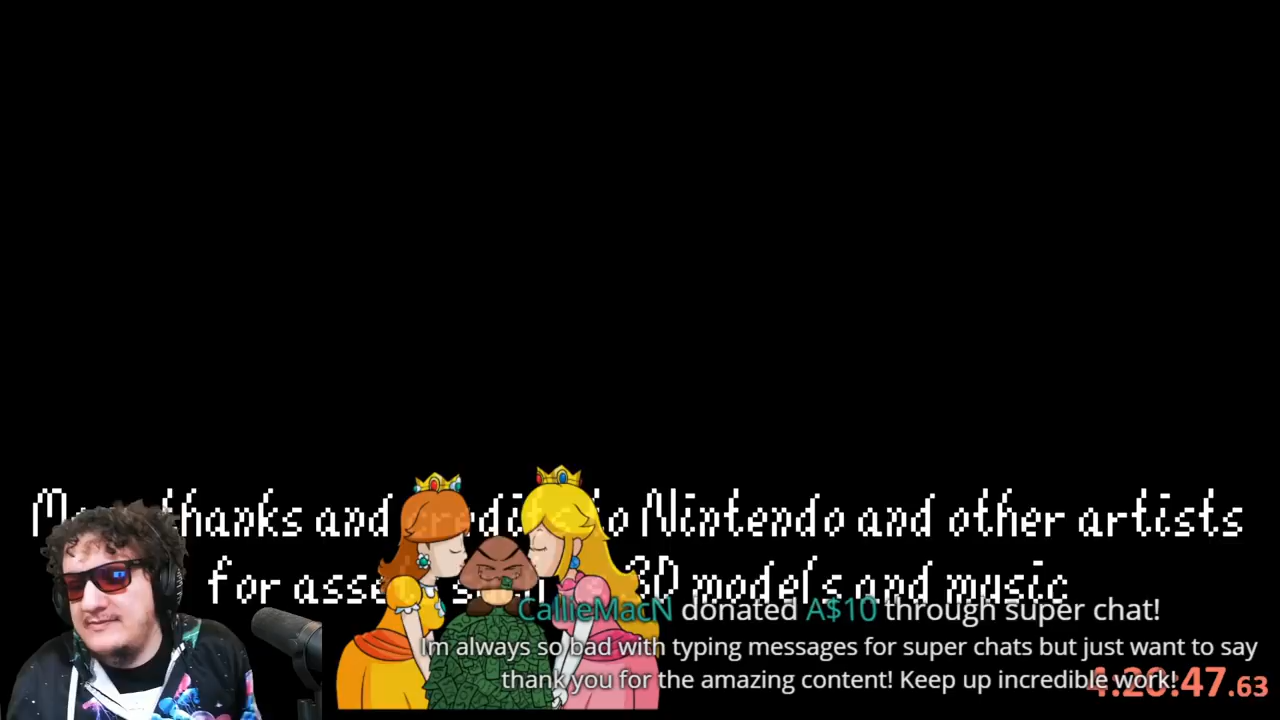 thanks and to Nintendo and other artists
for 3D models and music
CallieMacN donated A$10 through super chat!
Im always so bad with typing messages for super chats but just want to say
thank you for the amazing content! Keep up incredible work!
4:20:47.63